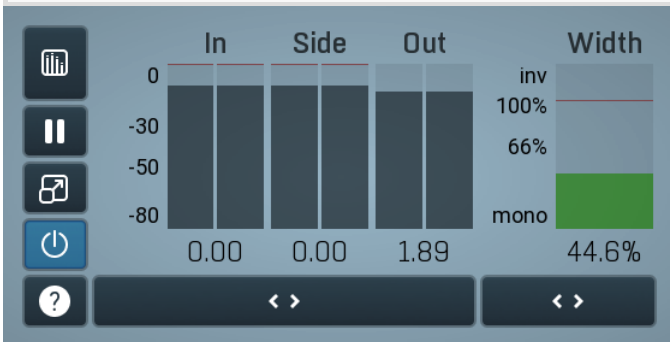 In Side Out Width
0 inv
100%
-30
66%
-50
-80 mono
0.00 0.00 1.89 44.6%
< > < >
?